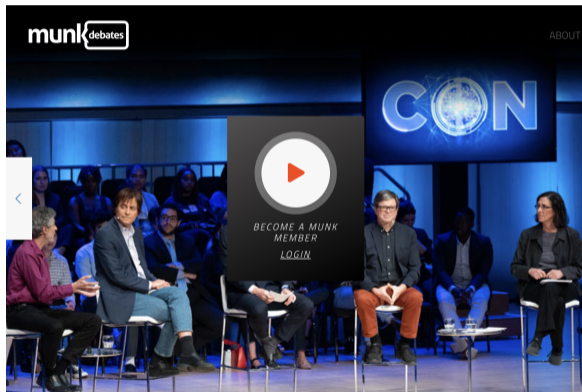 munk debates
ABOUT
CON
BECOME A MUNK
MEMBER
LOGIN